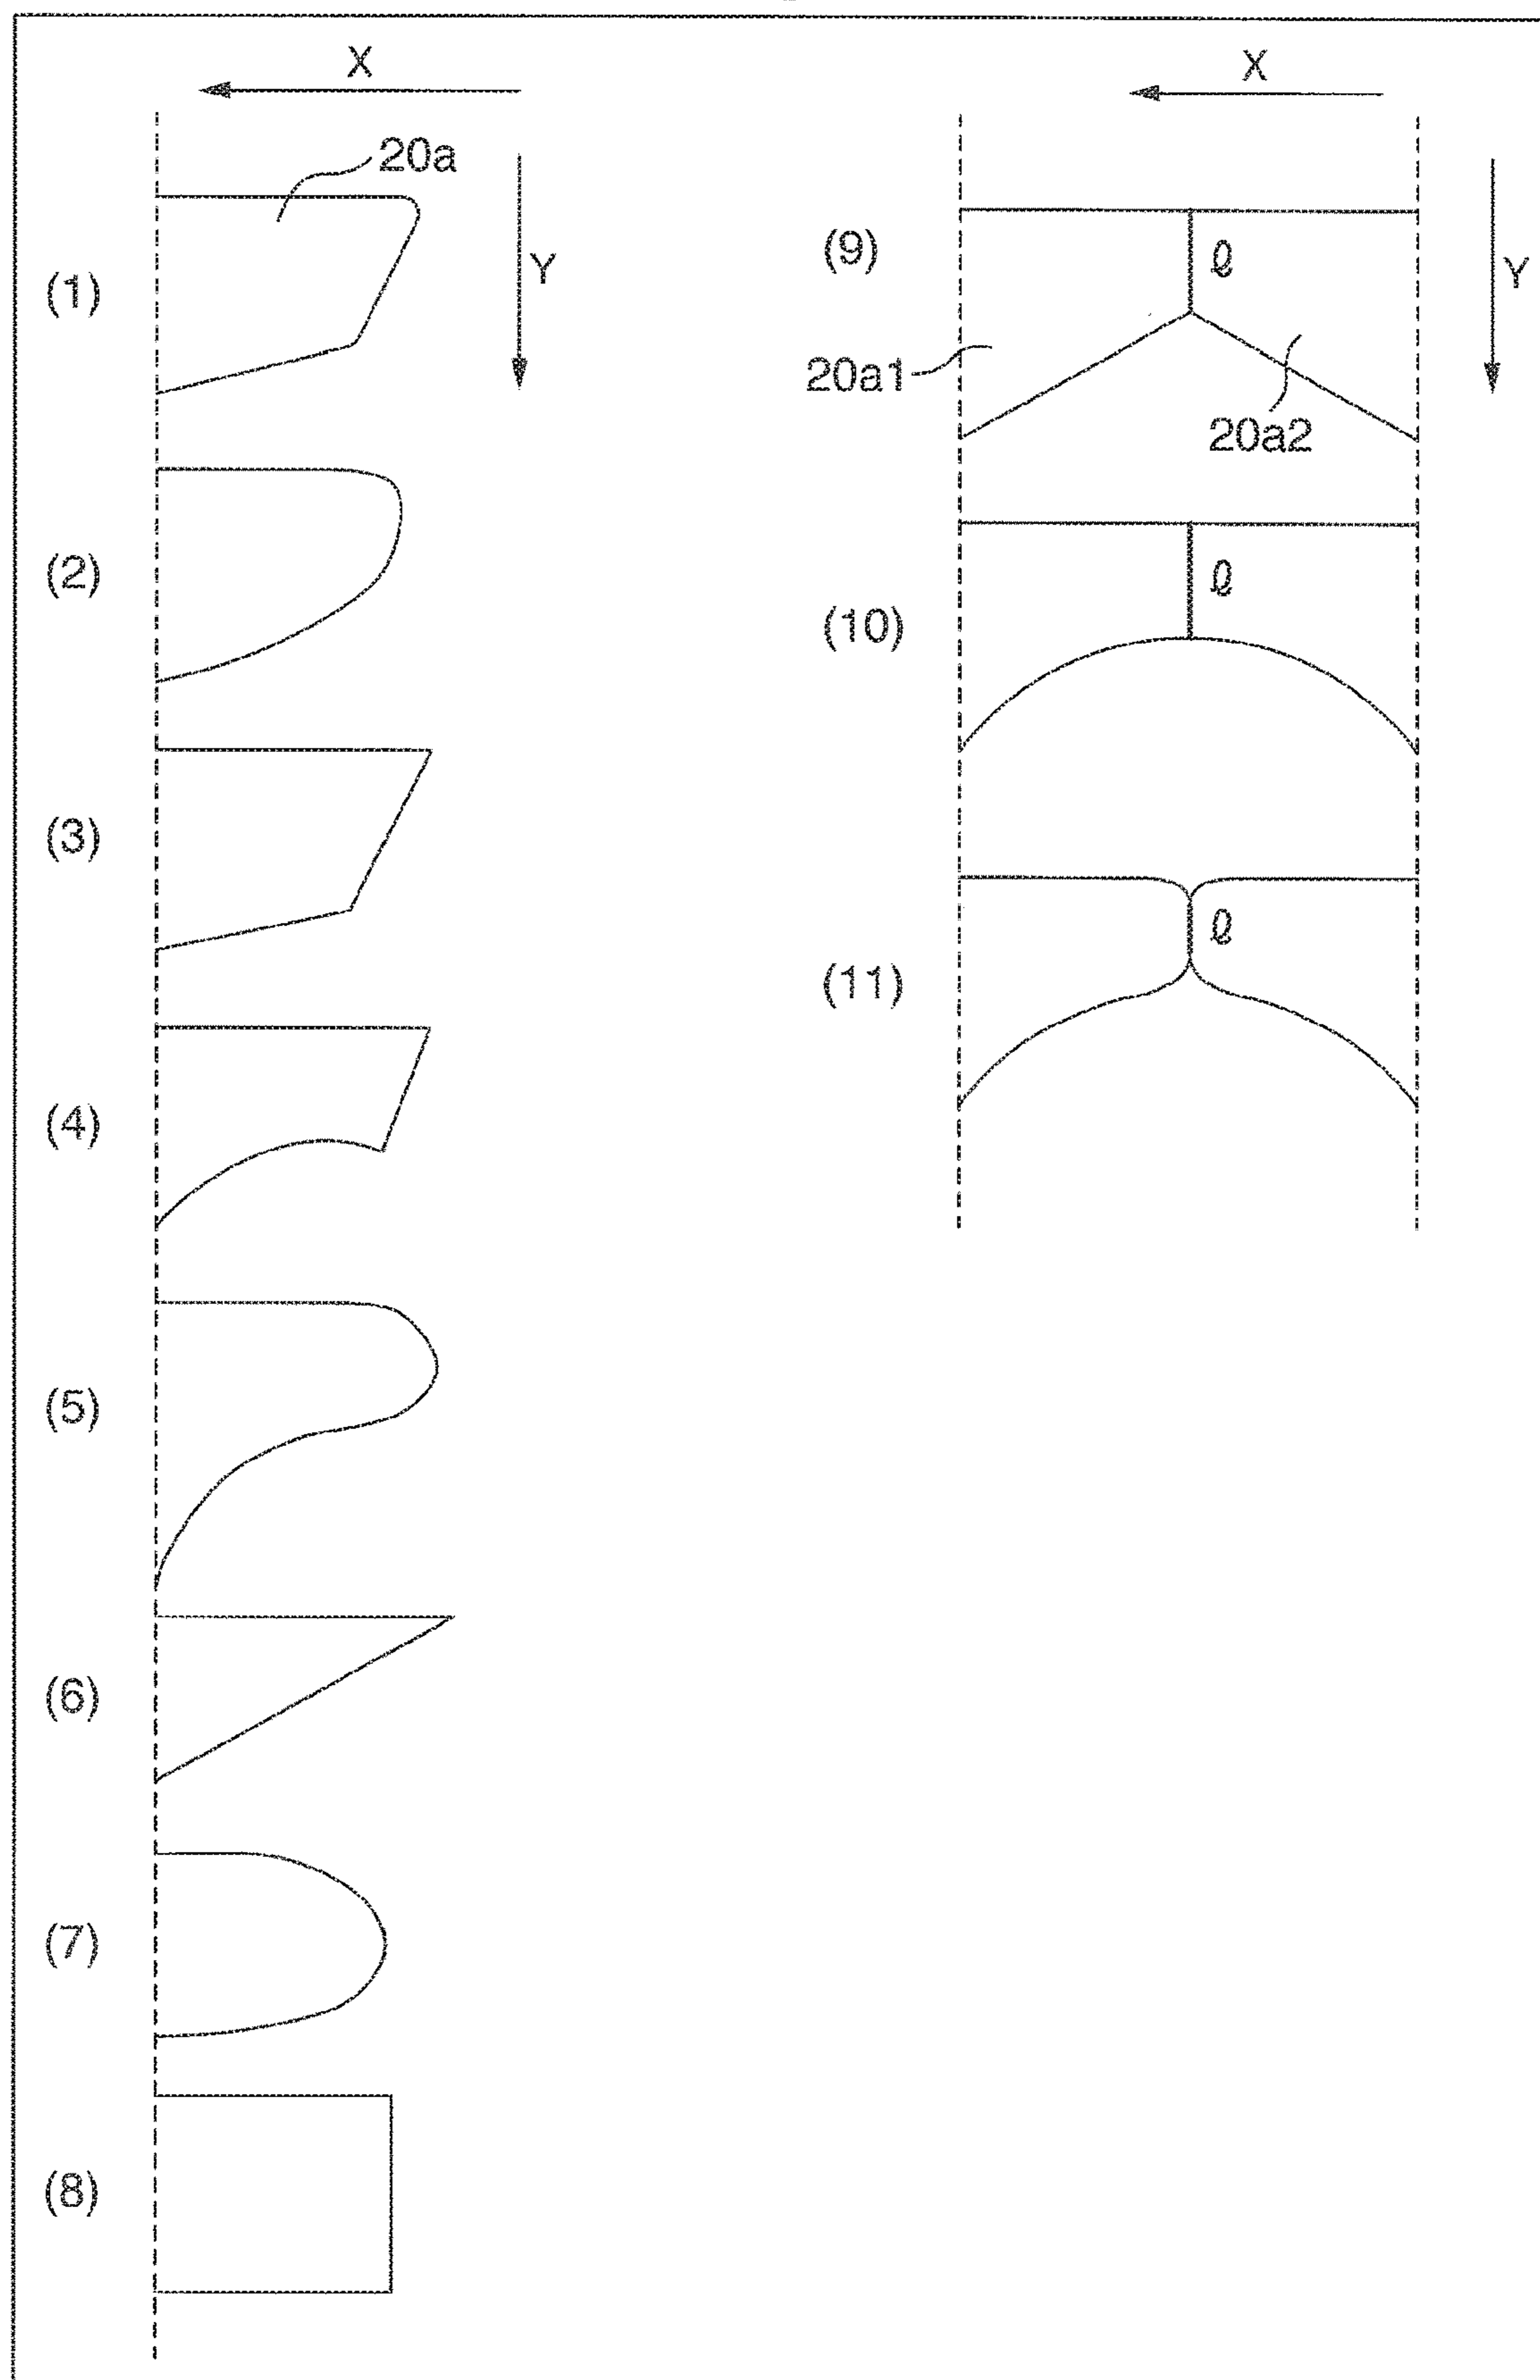 X
20a
Y
(1)
(2)
(3)
(4)
(5)
(6)
(7)
(8)
X
Y
(9)
ℓ
20a1
20a2
(10)
ℓ
(11)
ℓ